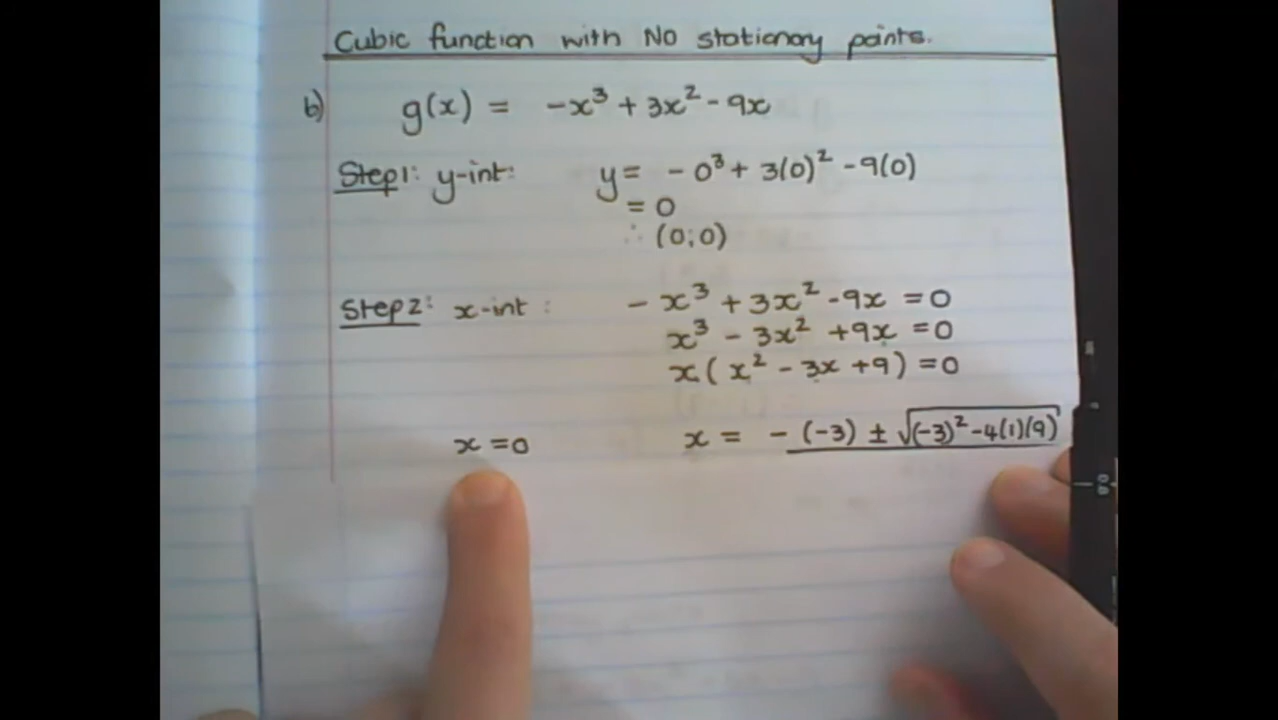 Cubic function with No stationary points.
b) g(x) = -x³ + 3x² - 9x
Step1: y-int: y = - 0³ + 3(0)² - 9(0)
= 0
∴ (0;0)
Step2: x-int: - x³ + 3x² - 9x = 0
x³ - 3x² + 9x = 0
x(x² - 3x + 9) = 0
x = 0 x = - (-3) ± √(-3)² - 4(1)(9)